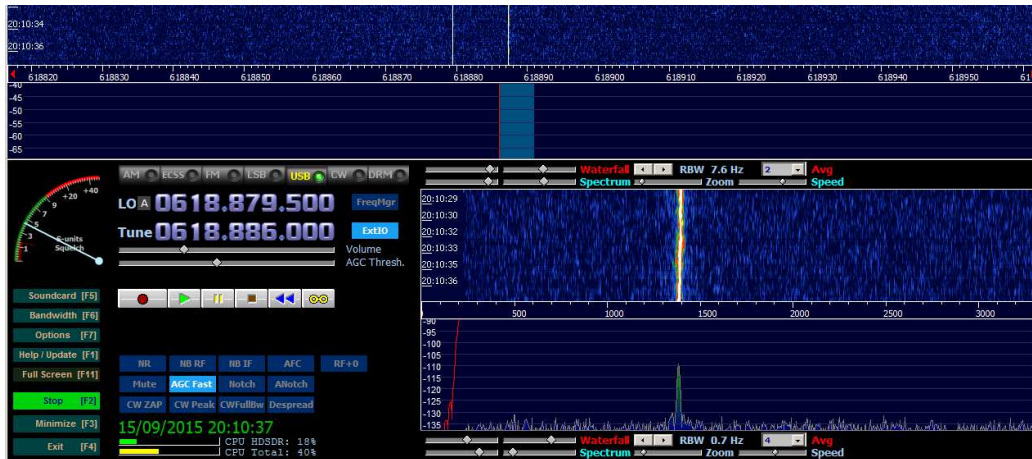 20:10:34
20:10:36
618820 618830 618840 618850 618860 618870 618880 618890 618900 618910 618920 618930 618940 618950
-40
-45
-50
-55
-60
-65
+40
+20
9
7
5
3
1
S-units
Squelch
AM ECSS FM LSB USB CW DRM
LO A 0618.879.500 FreqMgr
Tune 0618.886.000 ExtIO
Volume
AGC Thresh.
Soundcard [F5]
Bandwidth [F6]
Options [F7]
Help / Update [F1]
Full Screen [F11]
Stop [F2]
Minimize [F3]
Exit [F4]
NR NB RF NB IF AFC RF+0
Mute AGC Fast Notch ANotch
CW ZAP CW Peak CWFullBw Despread
15/09/2015 20:10:37
CPU HDSDR: 18%
CPU Total: 40%
Waterfall RBW 7.6 Hz 2 Avg
Spectrum Zoom Speed
20:10:29
20:10:30
20:10:32
20:10:33
20:10:35
20:10:36
500 1000 1500 2000 2500 3000
-90
-95
-100
-105
-110
-115
-120
-125
-130
-135
Waterfall RBW 0.7 Hz 4 Avg
Spectrum Zoom Speed